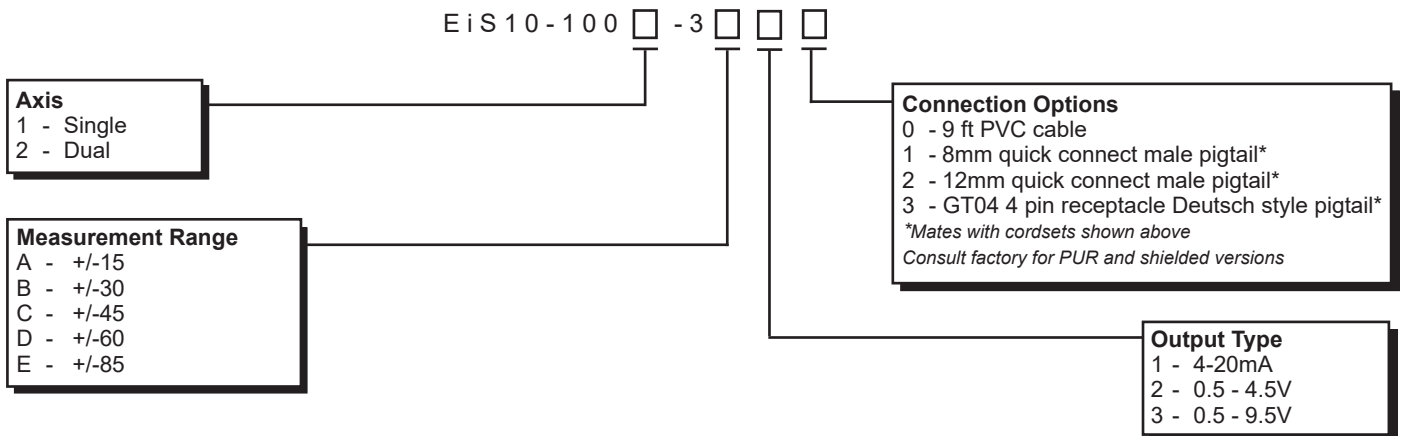 EiS10-100 -3
Axis
1 - Single
2 - Dual
Measurement Range
A - +/-15
B - +/-30
C - +/-45
D - +/-60
E - +/-85
Connection Options
0 - 9 ft PVC cable
1 - 8mm quick connect male pigtail*
2 - 12mm quick connect male pigtail*
3 - GT04 4 pin receptacle Deutsch style pigtail*
*Mates with cordsets shown above
Consult factory for PUR and shielded versions
Output Type
1 - 4-20mA
2 - 0.5 - 4.5V
3 - 0.5 - 9.5V